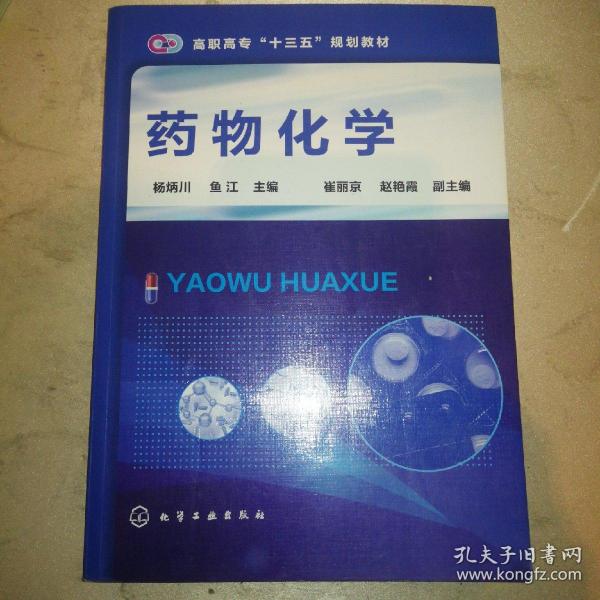 高职高专“十三五”规划教材
药物化学
杨炳川 鱼江 主编 崔丽京 赵艳霞 副主编
YAOWU HUAXUE
化学工业出版社
孔夫子旧书网
www.kongfz.com